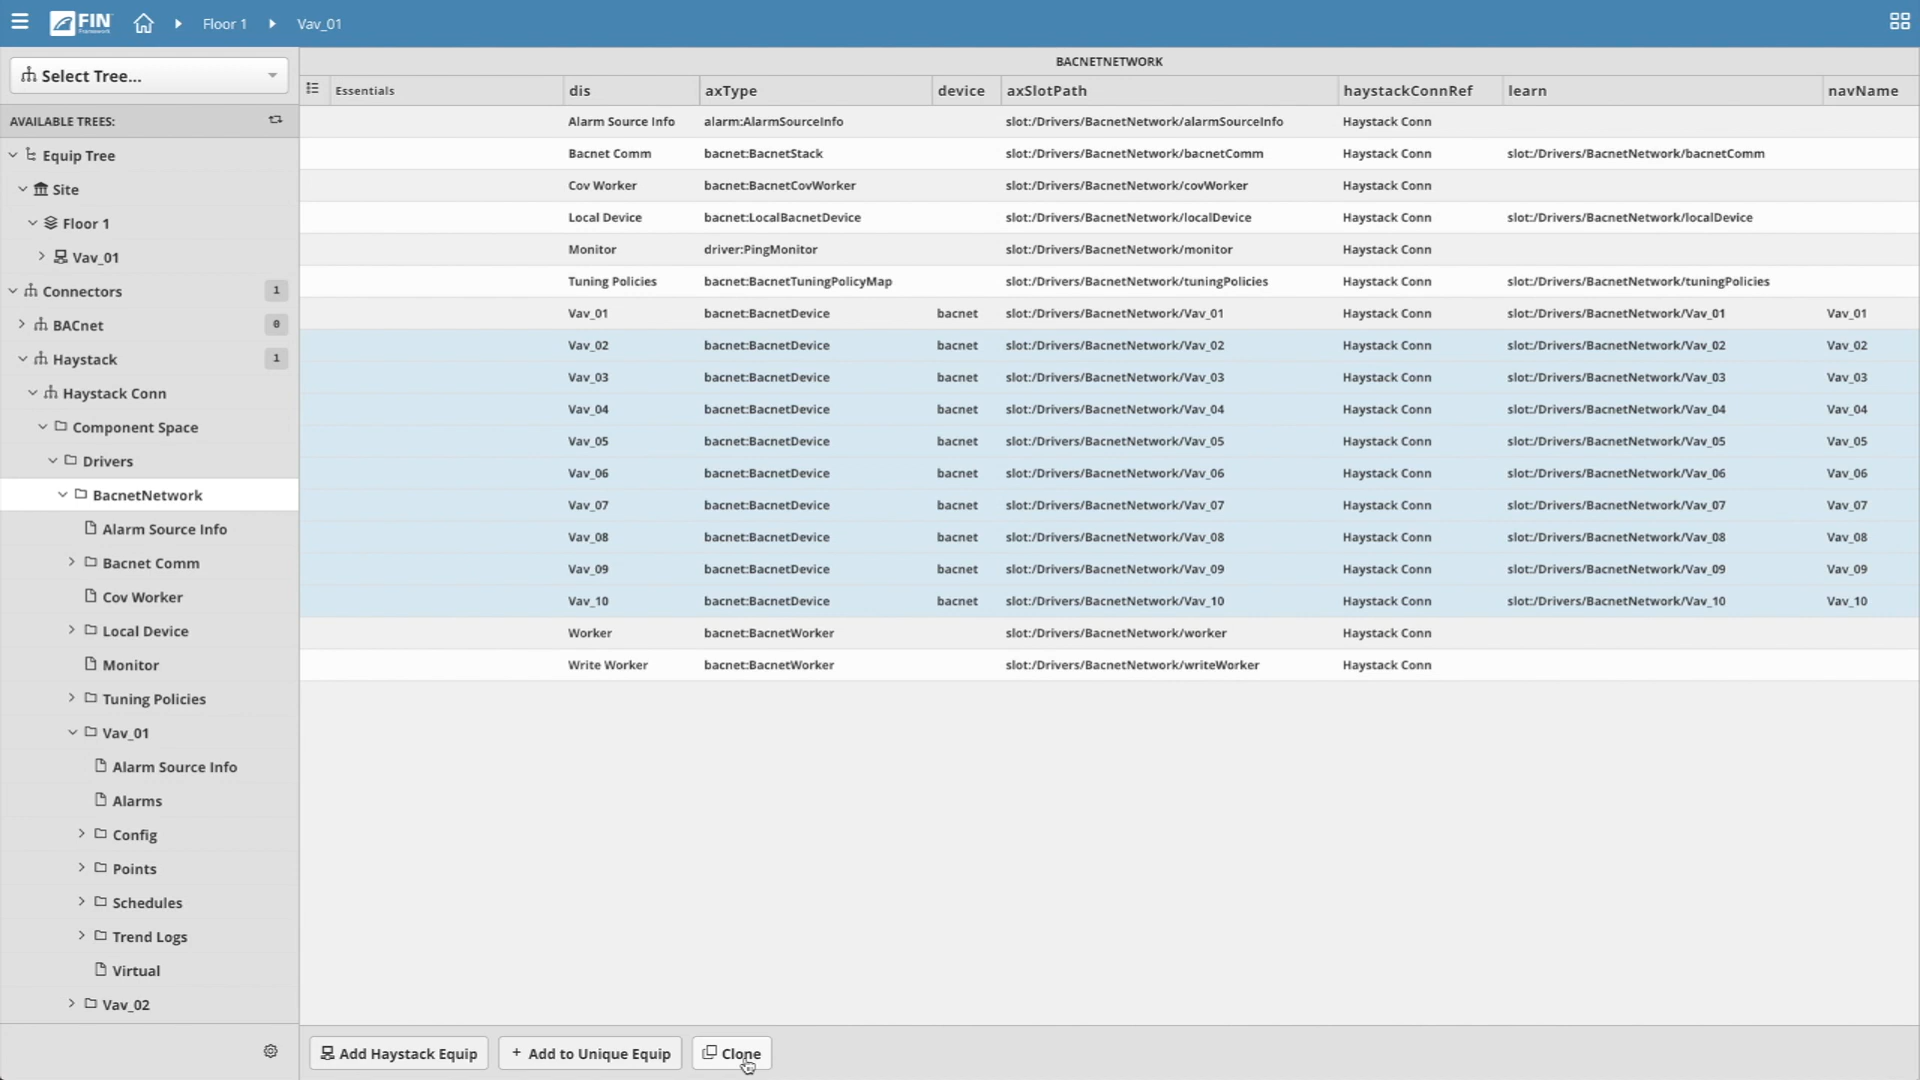 FIN Framework Floor 1 Vav_01
Select Tree...
AVAILABLE TREES:
Equip Tree
Site
Floor 1
Vav_01
Connectors 1
BACnet 0
Haystack 1
Haystack Conn
Component Space
Drivers
BacnetNetwork
Alarm Source Info
Bacnet Comm
Cov Worker
Local Device
Monitor
Tuning Policies
Vav_01
Alarm Source Info
Alarms
Config
Points
Schedules
Trend Logs
Virtual
Vav_02
BACNETNETWORK
Essentials dis axType device axSlotPath haystackConnRef learn navName
Alarm Source Info alarm:AlarmSourceInfo slot:/Drivers/BacnetNetwork/alarmSourceInfo Haystack Conn
Bacnet Comm bacnet:BacnetStack slot:/Drivers/BacnetNetwork/bacnetComm Haystack Conn slot:/Drivers/BacnetNetwork/bacnetComm
Cov Worker bacnet:BacnetCovWorker slot:/Drivers/BacnetNetwork/covWorker Haystack Conn
Local Device bacnet:LocalBacnetDevice slot:/Drivers/BacnetNetwork/localDevice Haystack Conn slot:/Drivers/BacnetNetwork/localDevice
Monitor driver:PingMonitor slot:/Drivers/BacnetNetwork/monitor Haystack Conn
Tuning Policies bacnet:BacnetTuningPolicyMap slot:/Drivers/BacnetNetwork/tuningPolicies Haystack Conn slot:/Drivers/BacnetNetwork/tuningPolicies
Vav_01 bacnet:BacnetDevice bacnet slot:/Drivers/BacnetNetwork/Vav_01 Haystack Conn slot:/Drivers/BacnetNetwork/Vav_01 Vav_01
Vav_02 bacnet:BacnetDevice bacnet slot:/Drivers/BacnetNetwork/Vav_02 Haystack Conn slot:/Drivers/BacnetNetwork/Vav_02 Vav_02
Vav_03 bacnet:BacnetDevice bacnet slot:/Drivers/BacnetNetwork/Vav_03 Haystack Conn slot:/Drivers/BacnetNetwork/Vav_03 Vav_03
Vav_04 bacnet:BacnetDevice bacnet slot:/Drivers/BacnetNetwork/Vav_04 Haystack Conn slot:/Drivers/BacnetNetwork/Vav_04 Vav_04
Vav_05 bacnet:BacnetDevice bacnet slot:/Drivers/BacnetNetwork/Vav_05 Haystack Conn slot:/Drivers/BacnetNetwork/Vav_05 Vav_05
Vav_06 bacnet:BacnetDevice bacnet slot:/Drivers/BacnetNetwork/Vav_06 Haystack Conn slot:/Drivers/BacnetNetwork/Vav_06 Vav_06
Vav_07 bacnet:BacnetDevice bacnet slot:/Drivers/BacnetNetwork/Vav_07 Haystack Conn slot:/Drivers/BacnetNetwork/Vav_07 Vav_07
Vav_08 bacnet:BacnetDevice bacnet slot:/Drivers/BacnetNetwork/Vav_08 Haystack Conn slot:/Drivers/BacnetNetwork/Vav_08 Vav_08
Vav_09 bacnet:BacnetDevice bacnet slot:/Drivers/BacnetNetwork/Vav_09 Haystack Conn slot:/Drivers/BacnetNetwork/Vav_09 Vav_09
Vav_10 bacnet:BacnetDevice bacnet slot:/Drivers/BacnetNetwork/Vav_10 Haystack Conn slot:/Drivers/BacnetNetwork/Vav_10 Vav_10
Worker bacnet:BacnetWorker slot:/Drivers/BacnetNetwork/worker Haystack Conn
Write Worker bacnet:BacnetWorker slot:/Drivers/BacnetNetwork/writeWorker Haystack Conn
Add Haystack Equip + Add to Unique Equip Clone